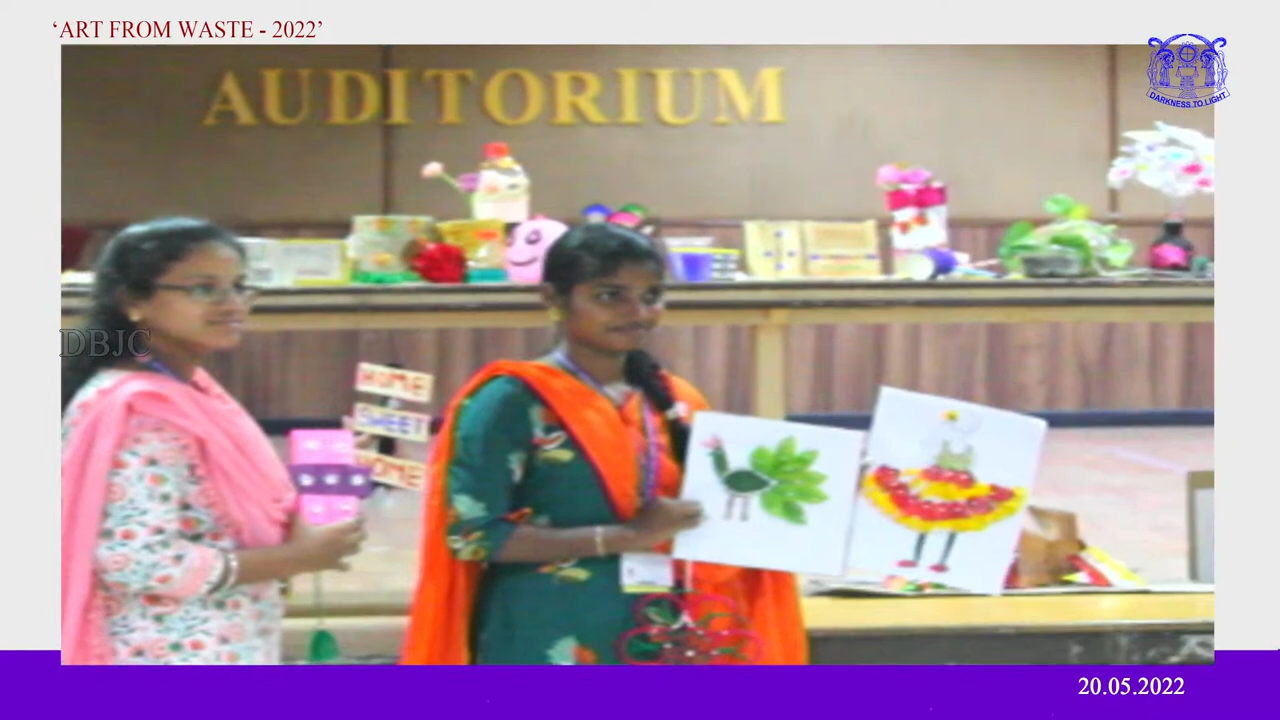 ‘ART FROM WASTE - 2022’
DARKNESS TO LIGHT
AUDITORIUM
DBJC
HOME
SWEET
HOME
20.05.2022